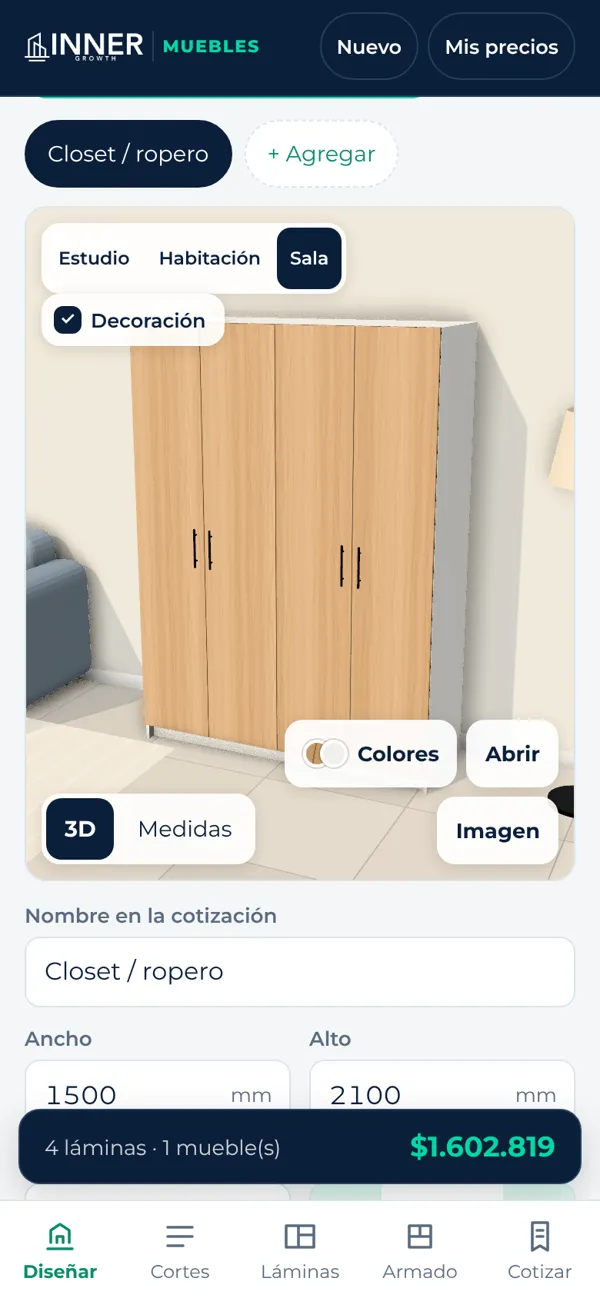 INNER GROWTH | MUEBLES
Nuevo
Mis precios
Closet / ropero
+ Agregar
Estudio
Habitación
Sala
Decoración
Colores
Abrir
3D
Medidas
Imagen
Nombre en la cotización
Closet / ropero
Ancho
Alto
1500 mm
2100 mm
4 láminas · 1 mueble(s)
$1.602.819
Diseñar
Cortes
Láminas
Armado
Cotizar